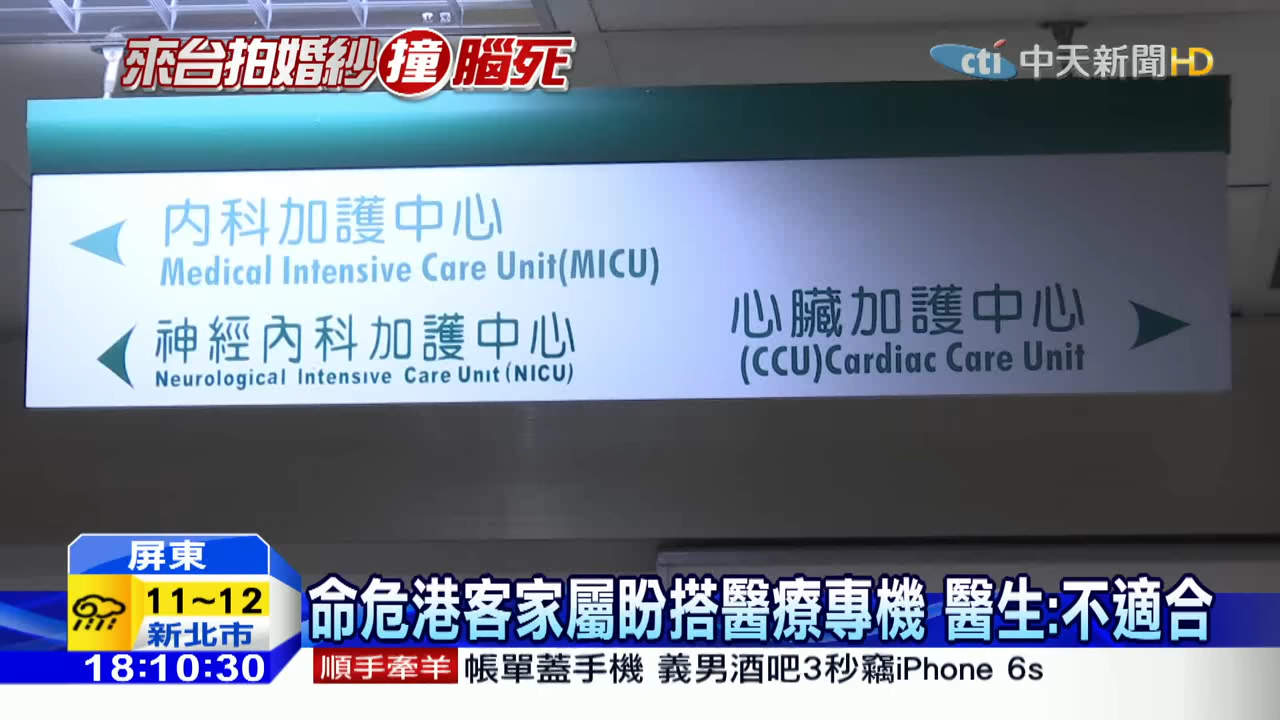 來台拍婚紗撞腦死
cti中天新聞HD
內科加護中心
Medical Intensive Care Unit(MICU)
神經內科加護中心
Neurological Intensive Care Unit(NICU)
心臟加護中心
(CCU)Cardiac Care Unit
屏東
11~12
新北市
18:10:30
命危港客家屬盼搭醫療專機 醫生:不適合
順手牽羊 帳單蓋手機 義男酒吧3秒竊iPhone 6s